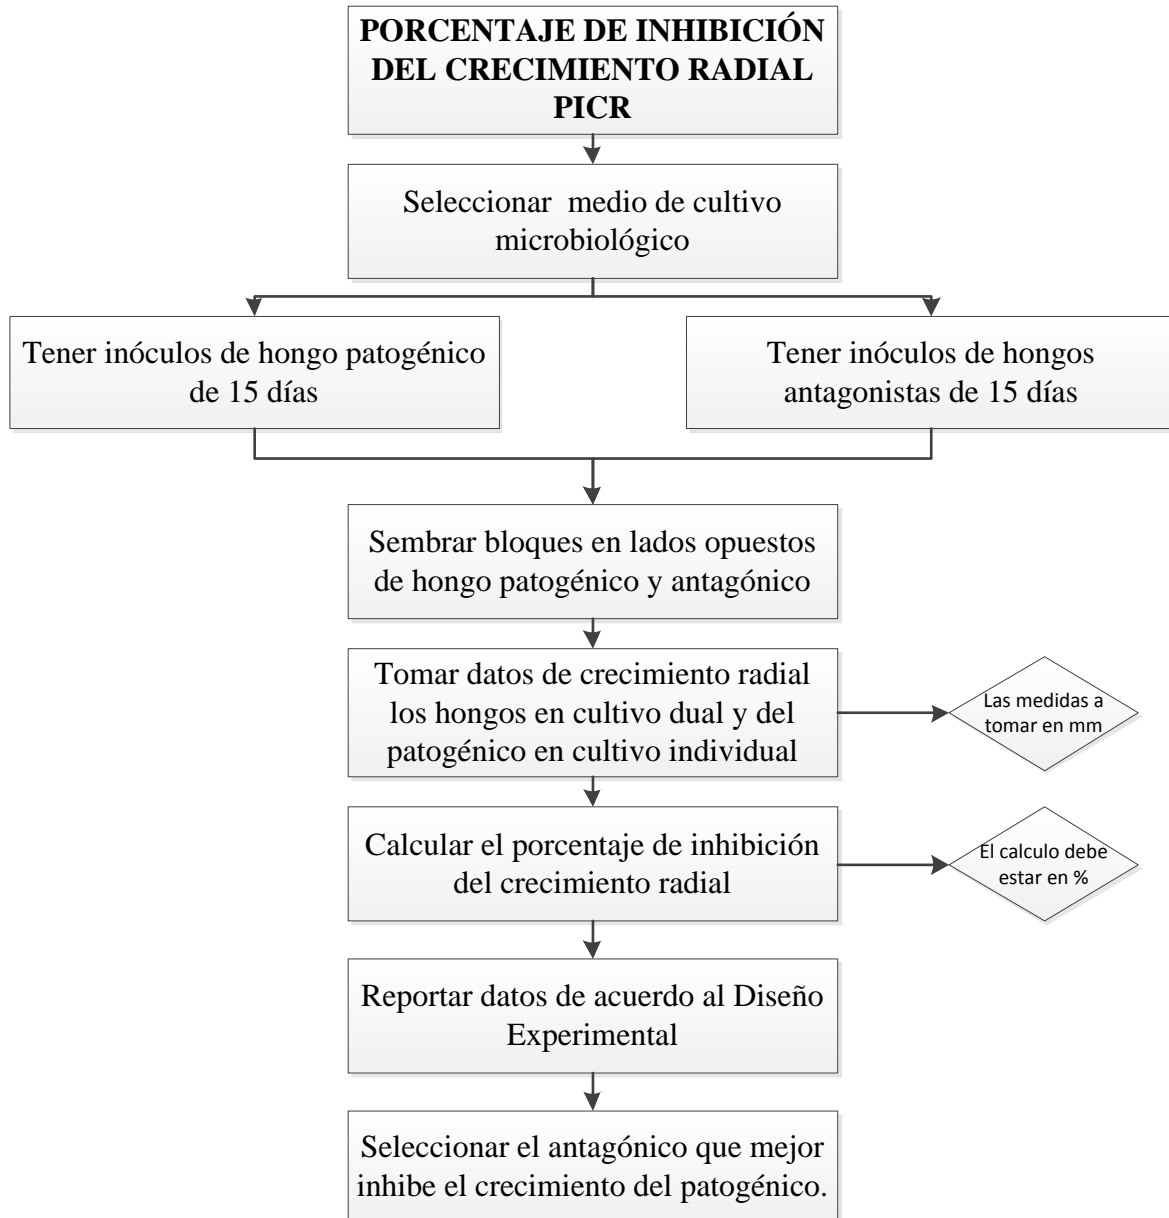 PORCENTAJE DE INHIBICIÓN
DEL CRECIMIENTO RADIAL
PICR
Seleccionar medio de cultivo
microbiológico
Tener inóculos de hongo patogénico
de 15 días
Tener inóculos de hongos
antagonistas de 15 días
Sembrar bloques en lados opuestos
de hongo patogénico y antagónico
Tomar datos de crecimiento radial
los hongos en cultivo dual y del
patogénico en cultivo individual
Las medidas a
tomar en mm
Calcular el porcentaje de inhibición
del crecimiento radial
El calculo debe
estar en %
Reportar datos de acuerdo al Diseño
Experimental
Seleccionar el antagónico que mejor
inhibe el crecimiento del patogénico.